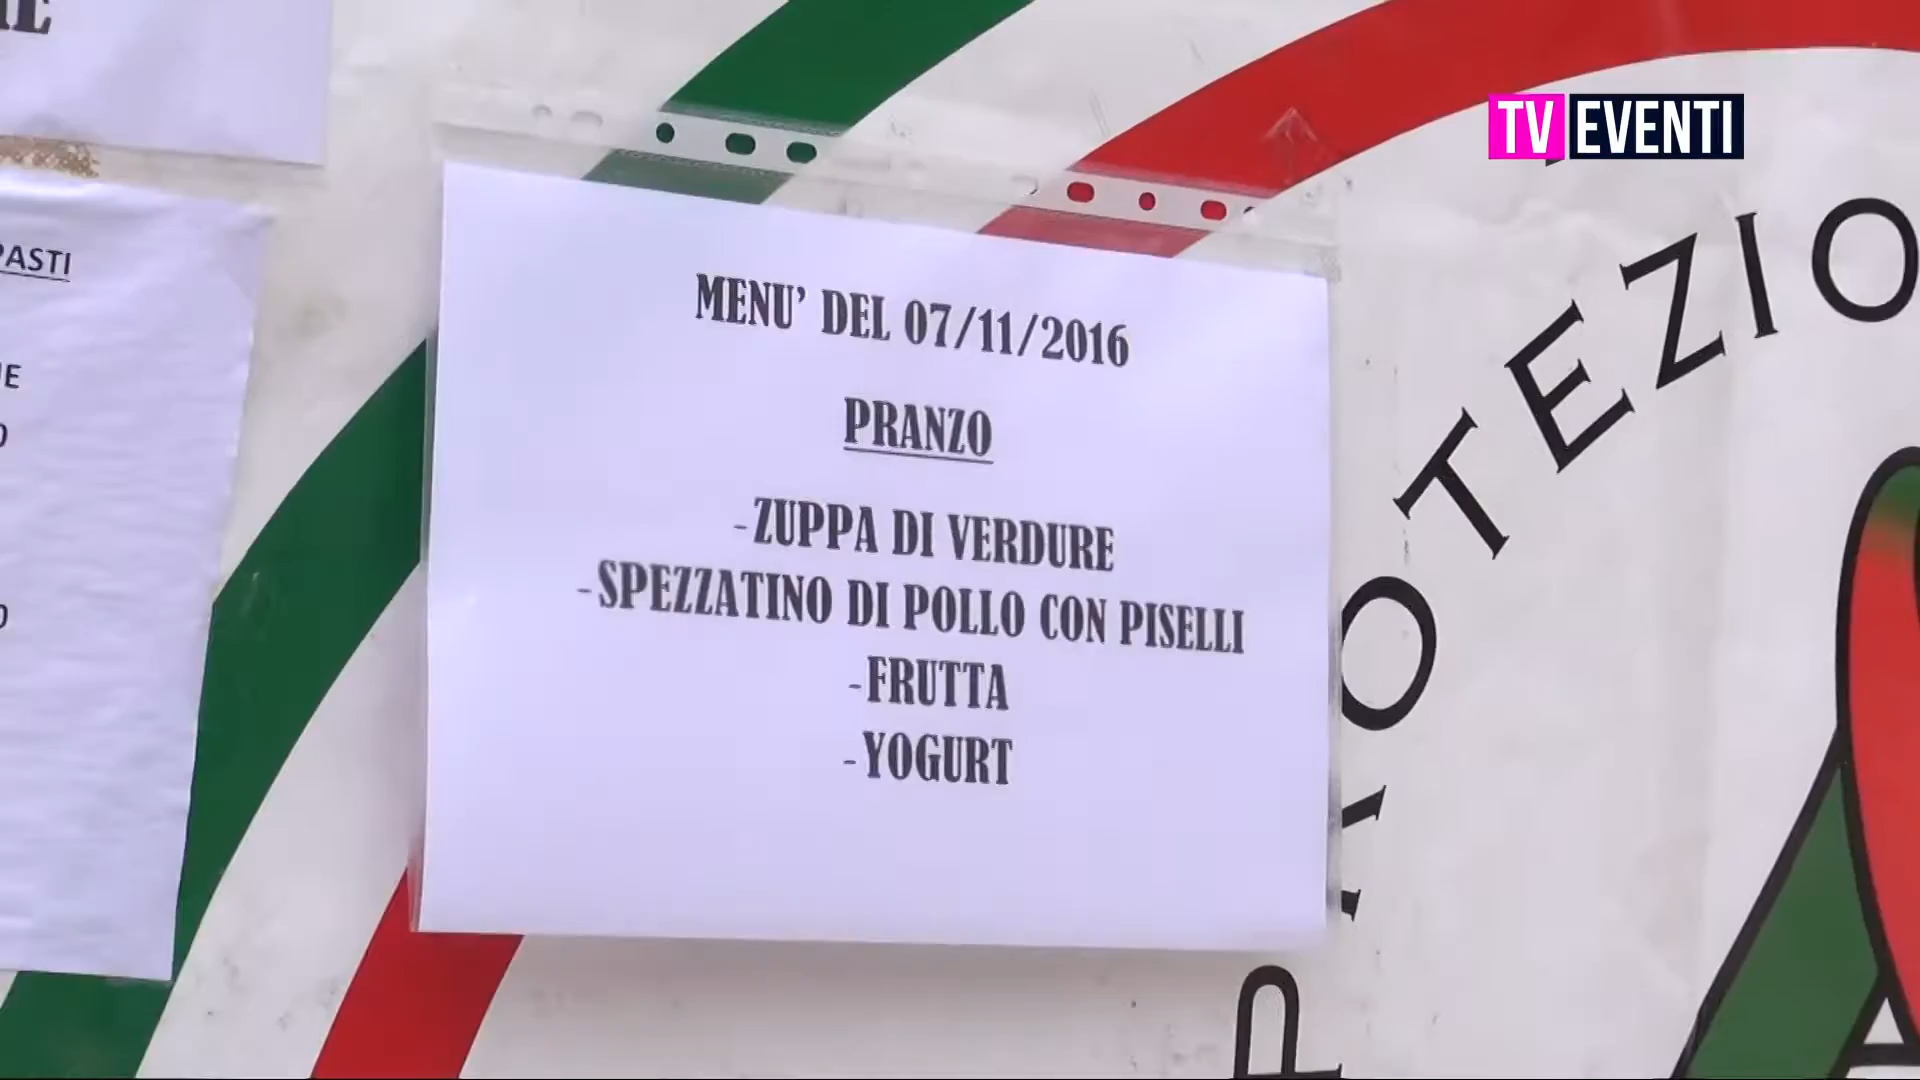 TV EVENTI
PASTI
MENU' DEL 07/11/2016
PRANZO
-ZUPPA DI VERDURE
-SPEZZATINO DI POLLO CON PISELLI
-FRUTTA
-YOGURT
PROTEZIO